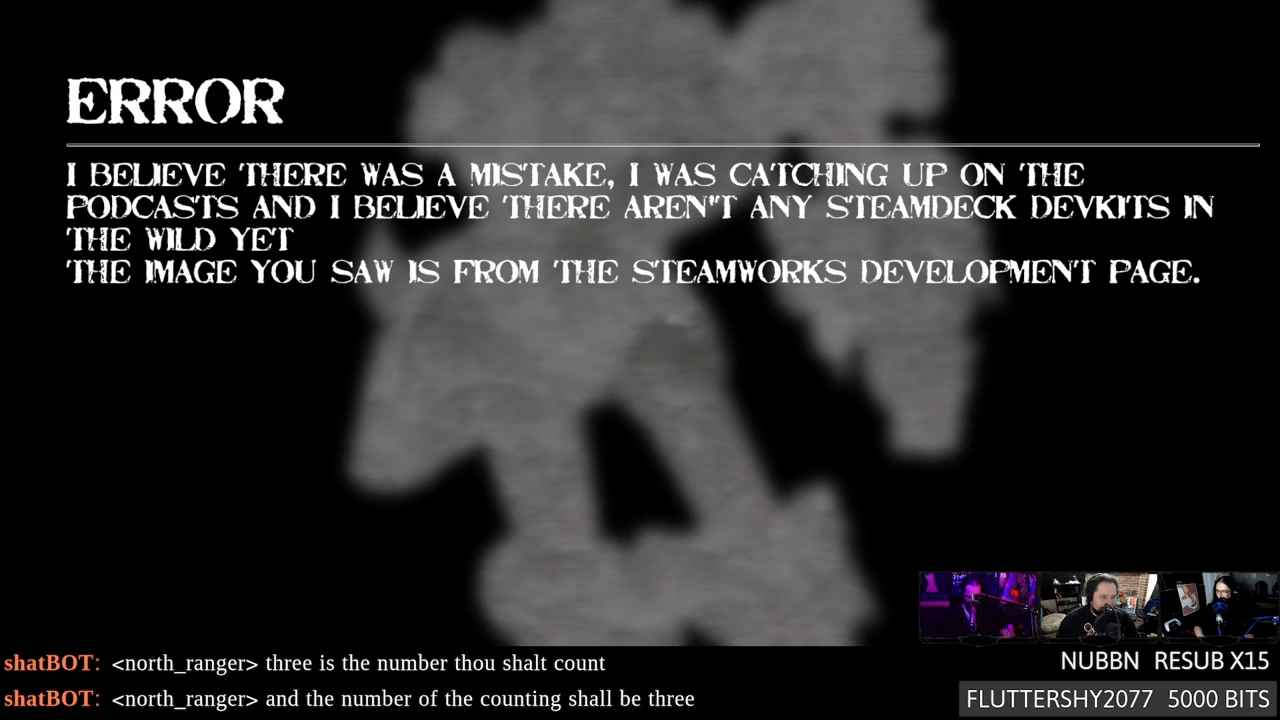 ERROR
I BELIEVE THERE WAS A MISTAKE, I WAS CATCHING UP ON THE
PODCASTS AND I BELIEVE THERE AREN"T ANY STEAMDECK DEVKITS IN
THE WILD YET
THE IMAGE YOU SAW IS FROM THE STEAMWORKS DEVELOPMENT PAGE.
shatBOT: <north_ranger> three is the number thou shalt count
shatBOT: <north_ranger> and the number of the counting shall be three
NUBBN RESUB X15
FLUTTERSHY2077 5000 BITS